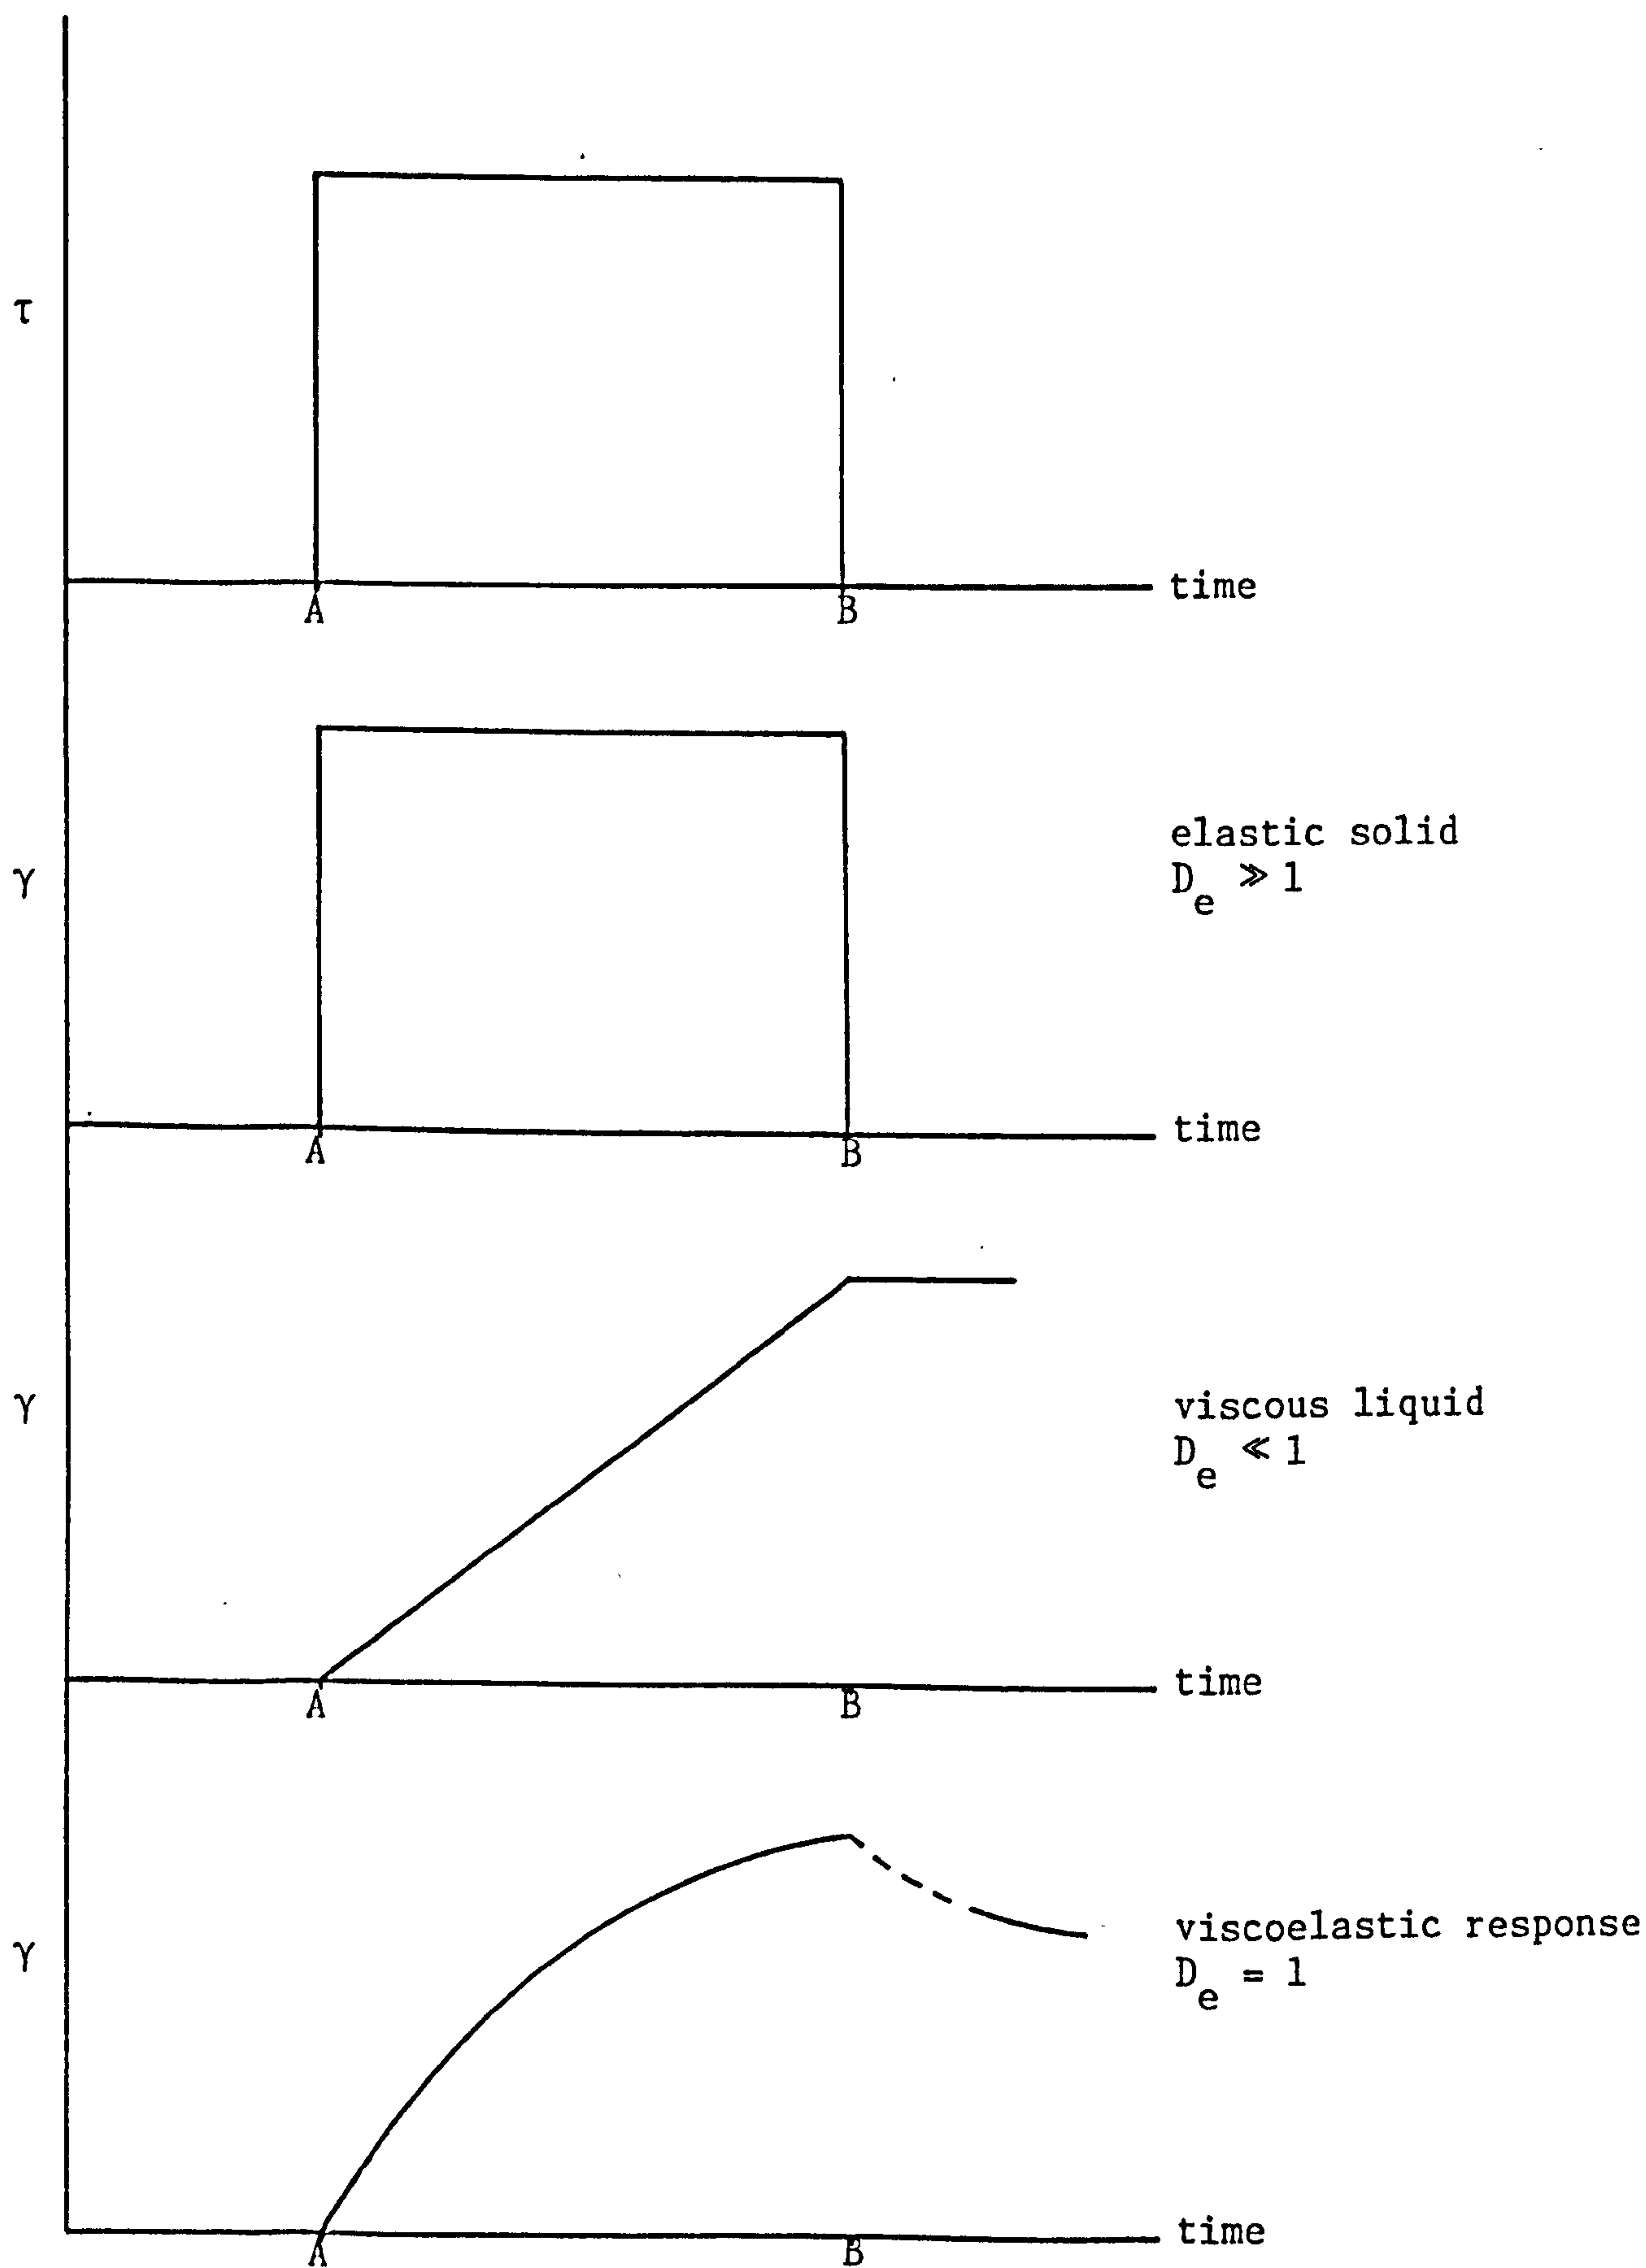 τ
time
A B
γ
elastic solid
D_e ≫ 1
time
A B
γ
viscous liquid
D_e ≪ 1
time
A B
γ
viscoelastic response
D_e = 1
time
A B